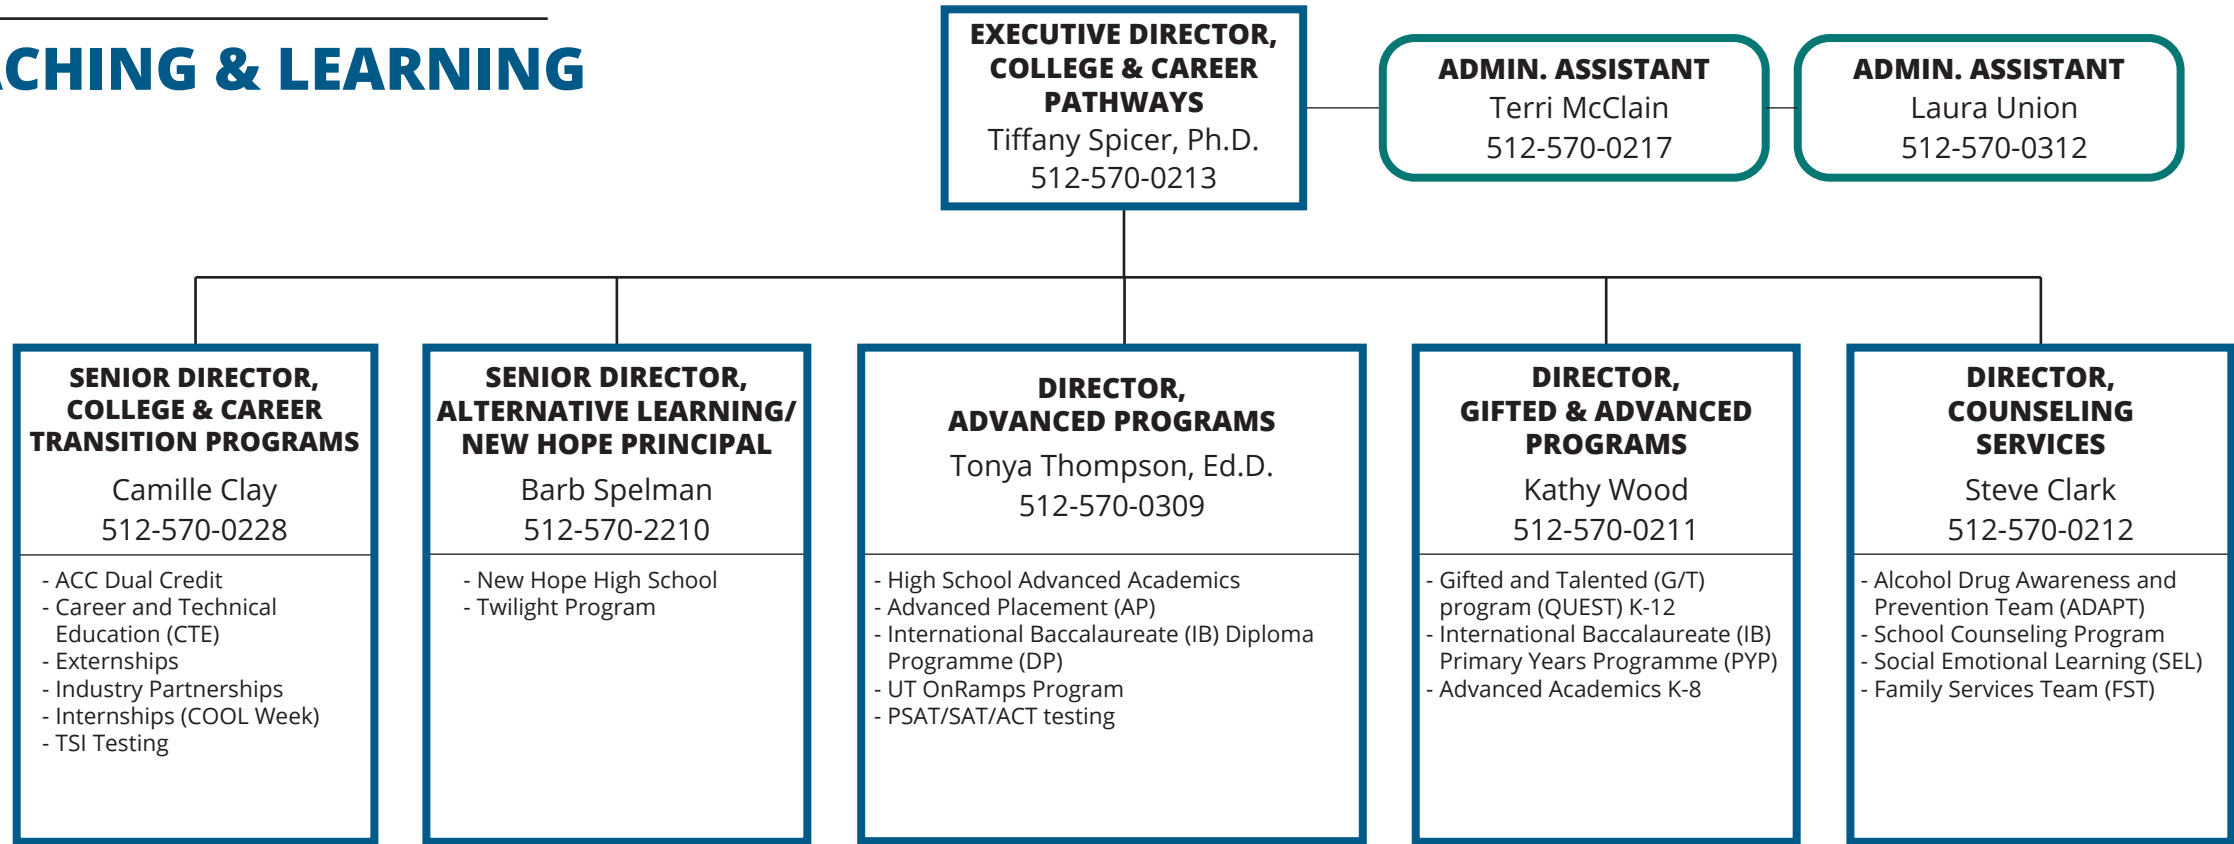 ACHING & LEARNING
EXECUTIVE DIRECTOR,
COLLEGE & CAREER
PATHWAYS
Tiffany Spicer, Ph.D.
512-570-0213
ADMIN. ASSISTANT
Terri McClain
512-570-0217
ADMIN. ASSISTANT
Laura Union
512-570-0312
SENIOR DIRECTOR,
COLLEGE & CAREER
TRANSITION PROGRAMS
Camille Clay
512-570-0228
- ACC Dual Credit
- Career and Technical
Education (CTE)
- Externships
- Industry Partnerships
- Internships (COOL Week)
- TSI Testing
SENIOR DIRECTOR,
ALTERNATIVE LEARNING/
NEW HOPE PRINCIPAL
Barb Spelman
512-570-2210
- New Hope High School
- Twilight Program
DIRECTOR,
ADVANCED PROGRAMS
Tonya Thompson, Ed.D.
512-570-0309
- High School Advanced Academics
- Advanced Placement (AP)
- International Baccalaureate (IB) Diploma
Programme (DP)
- UT OnRamps Program
- PSAT/SAT/ACT testing
DIRECTOR,
GIFTED & ADVANCED
PROGRAMS
Kathy Wood
512-570-0211
- Gifted and Talented (G/T)
program (QUEST) K-12
- International Baccalaureate (IB)
Primary Years Programme (PYP)
- Advanced Academics K-8
DIRECTOR,
COUNSELING
SERVICES
Steve Clark
512-570-0212
- Alcohol Drug Awareness and
Prevention Team (ADAPT)
- School Counseling Program
- Social Emotional Learning (SEL)
- Family Services Team (FST)